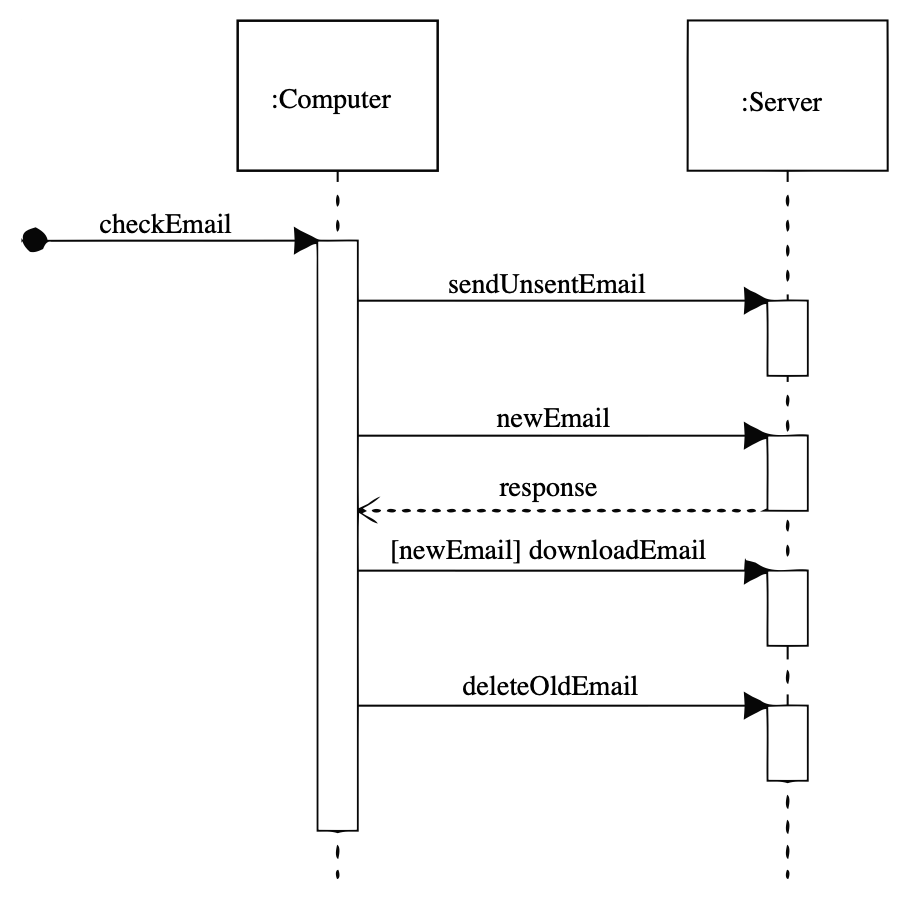 :Computer
:Server
checkEmail
sendUnsentEmail
newEmail
response
[newEmail] downloadEmail
deleteOldEmail